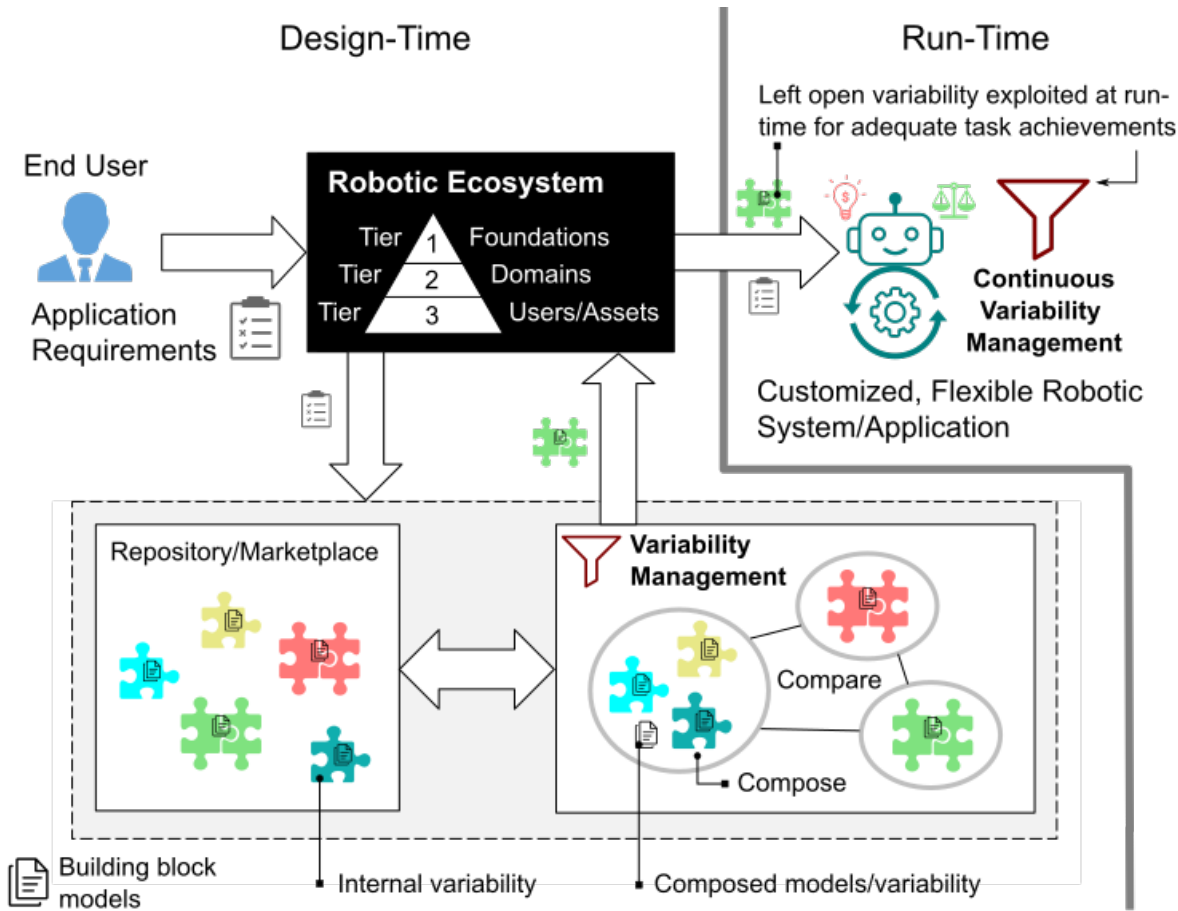 Design-Time
Run-Time
Left open variability exploited at run-
time for adequate task achievements
End User
Application
Requirements
Robotic Ecosystem
Tier 1 Foundations
Tier 2 Domains
Tier 3 Users/Assets
$
Continuous
Variability
Management
Customized, Flexible Robotic
System/Application
Repository/Marketplace
Variability
Management
Compare
Compose
Building block
models
Internal variability
Composed models/variability